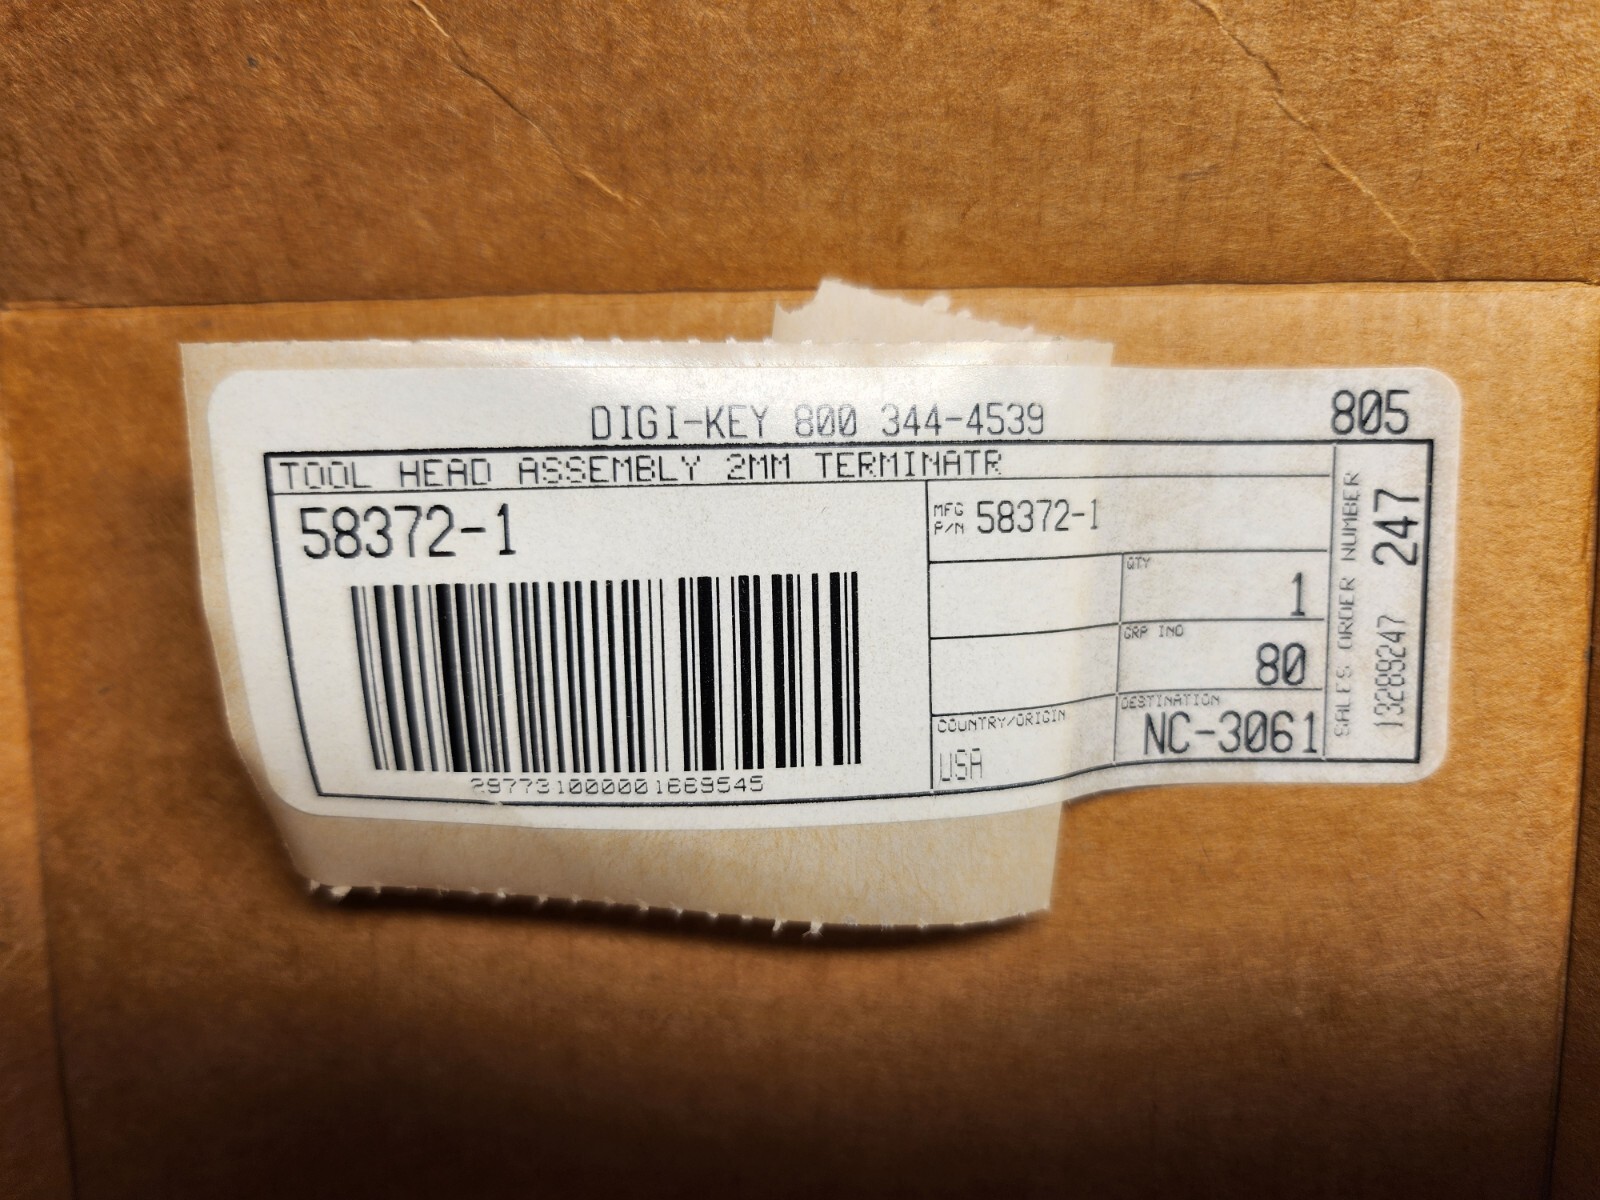 DIGI-KEY 800 344-4539
805
TOOL HEAD ASSEMBLY 2MM TERMINATR
58372-1
MFG P/N 58372-1
QTY
1
GRP IND
80
COUNTRY/ORIGIN
USA
DESTINATION
NC-3061
297731000001669545
SALES ORDER NUMBER
13289247 247